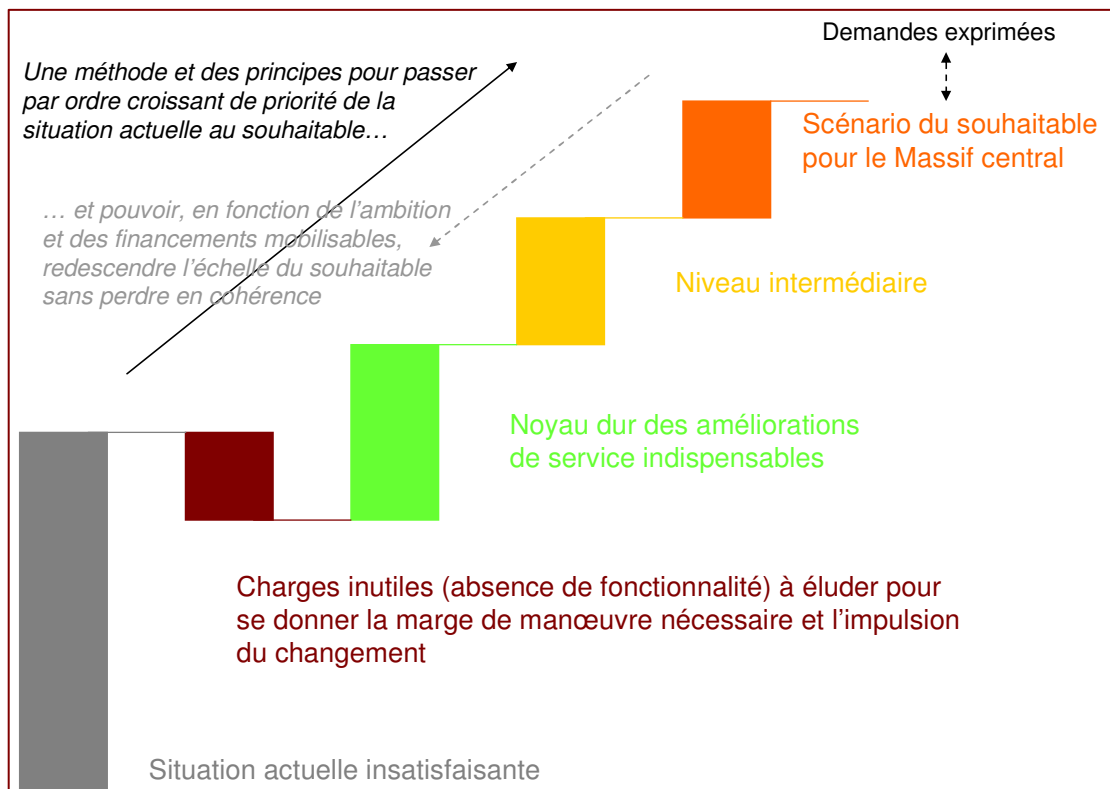 Demandes exprimées
Une méthode et des principes pour passer
par ordre croissant de priorité de la
situation actuelle au souhaitable…
Scénario du souhaitable
pour le Massif central
… et pouvoir, en fonction de l’ambition
et des financements mobilisables,
redescendre l’échelle du souhaitable
sans perdre en cohérence
Niveau intermédiaire
Noyau dur des améliorations
de service indispensables
Charges inutiles (absence de fonctionnalité) à éluder pour
se donner la marge de manœuvre nécessaire et l’impulsion
du changement
Situation actuelle insatisfaisante